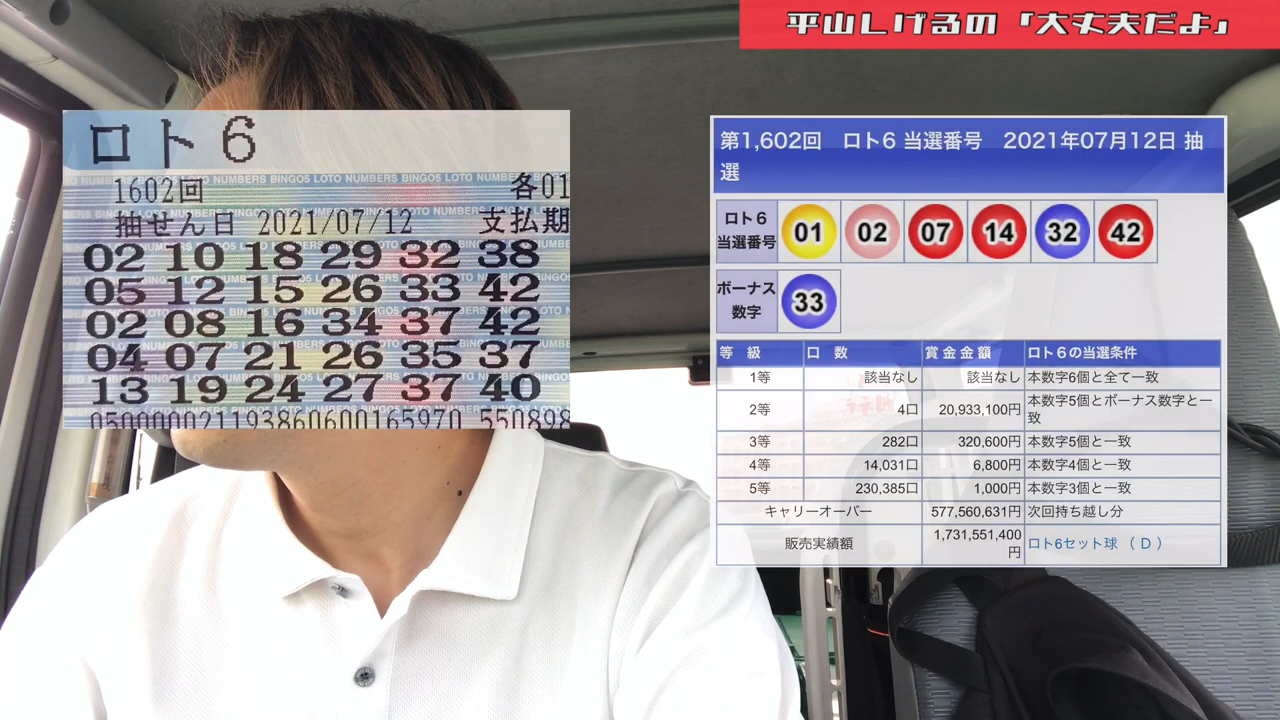 平山しげるの「大丈夫だよ」
ロト6
1602回 各01
抽せん日 2021/07/12 支払期
02 10 18 29 32 38
05 12 15 26 33 42
02 08 16 34 37 42
04 07 21 26 35 37
13 19 24 27 37 40
第1,602回 ロト6 当選番号 2021年07月12日 抽
選
ロト６
当選番号 01 02 07 14 32 42
ボーナス
数字 33
等 級 口 数 賞金金額 ロト６の当選条件
1等 該当なし 該当なし 本数字6個と全て一致
2等 4口 20,933,100円 本数字5個とボーナス数字と一
致
3等 282口 320,600円 本数字5個と一致
4等 14,031口 6,800円 本数字4個と一致
5等 230,385口 1,000円 本数字3個と一致
キャリーオーバー 577,560,631円 次回持ち越し分
販売実績額 1,731,551,400
円 ロト6セット球 （ D ）